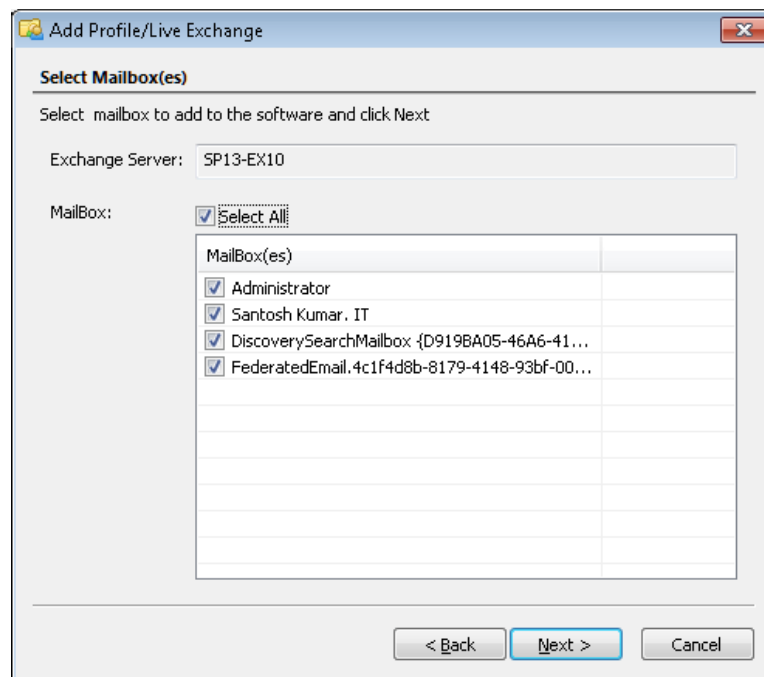 Add Profile/Live Exchange
Select Mailbox(es)
Select mailbox to add to the software and click Next
Exchange Server: SP13-EX10
MailBox: Select All
MailBox(es)
Administrator
Santosh Kumar. IT
DiscoverySearchMailbox {D919BA05-46A6-41...
FederatedEmail.4c1f4d8b-8179-4148-93bf-00...
< Back Next > Cancel